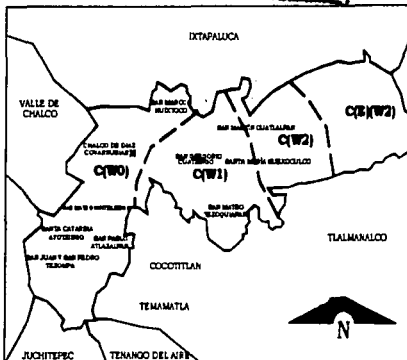 IXTAPALUCA
VALLE DE
CHALCO
SAN MARCO
HUIXTOCO
CHALCO DE DIAZ
COVARRUBIAS
C(W0)
SAN GREGORIO
CUAUTZINGO
C(W1)
SAN MARTIN CUATLALPAN
SANTA MARIA HUEXOCULCO
C(W2)
C(E)(W2)
SAN MATEO
TEZOQUIAPAN
SANTA CATARINA
AYOTZINGO
SAN PABLO
ATLAZALPAN
SAN JUAN Y SAN PEDRO
TEZOMPA
TLALMANALCO
COCOTITLAN
TEMAMATLA
N
JUCHITEPEC
TENANGO DEL AIRE